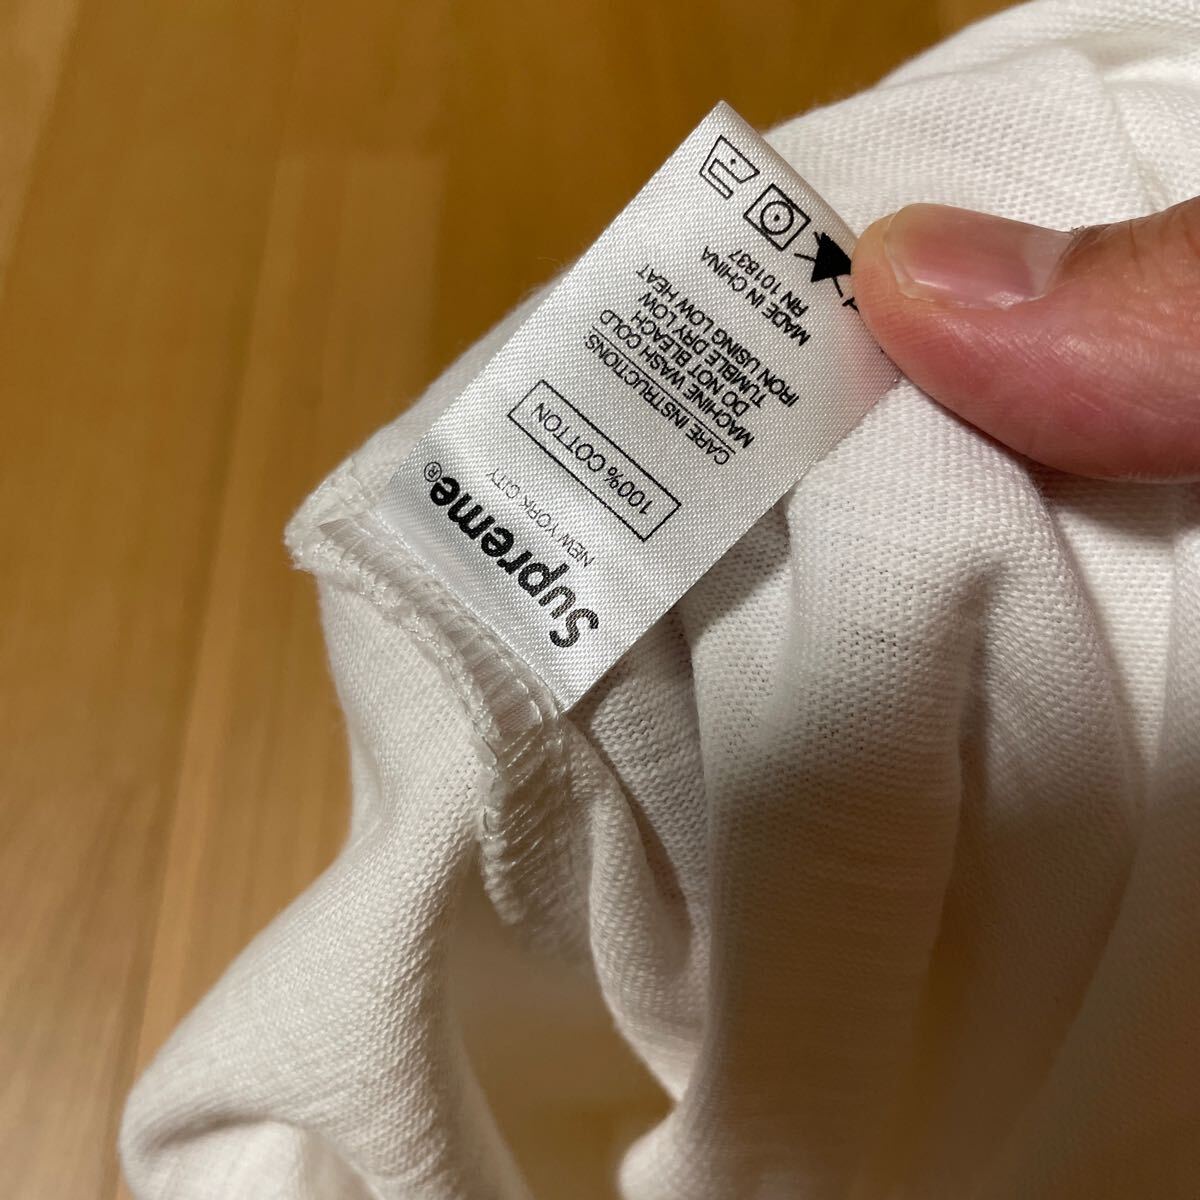 Supreme®
NEW YORK CITY
100% COTTON
CARE INSTRUCTIONS:
MACHINE WASH COLD
DO NOT BLEACH
TUMBLE DRY LOW
IRON USING LOW HEAT
MADE IN CHINA
RN 101837